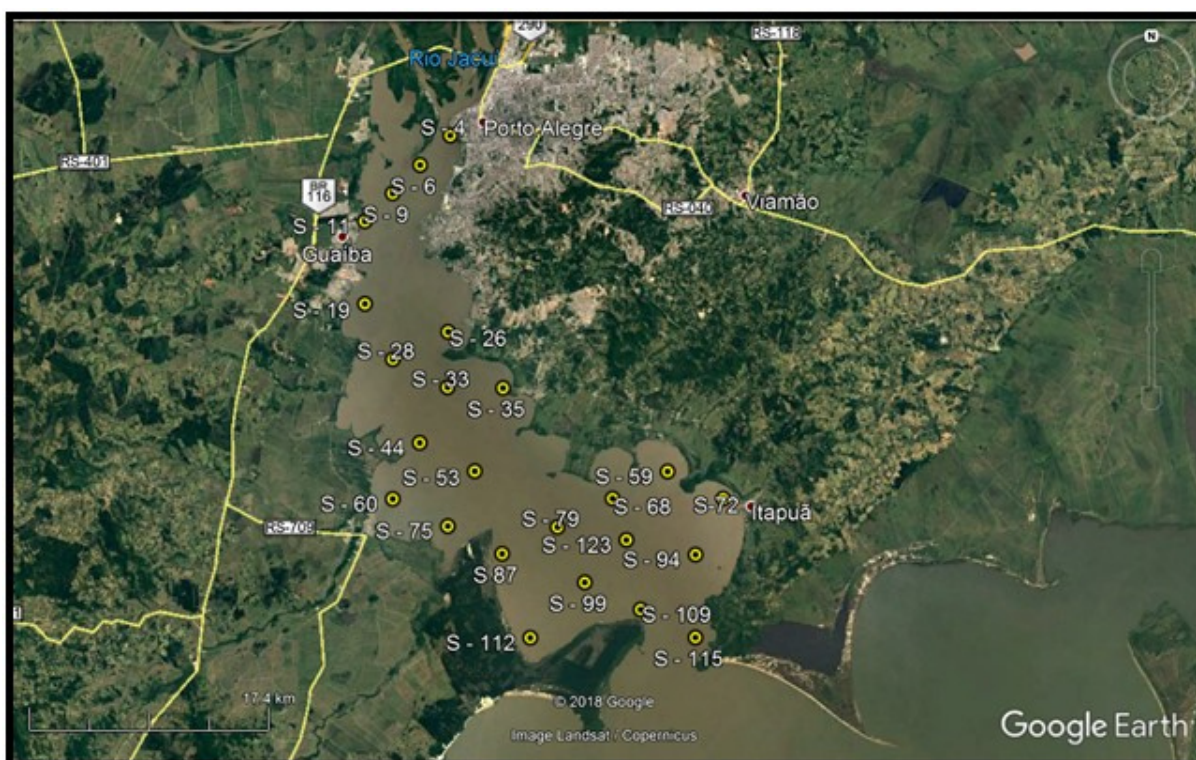 290
RS-118
N
Rio Jacuí
S - 4
Porto Alegre
RS-401
S - 6
BR
116
Viamão
RS-040
S - 9
S - 11
Guaíba
S - 19
S - 26
S - 28
S - 33
S - 35
S - 44
S - 53
S - 59
S - 60
S - 68
S-72
Itapuã
RS-709
S - 75
S - 79
S - 123
S - 94
S 87
S - 99
S - 109
1
S - 112
S - 115
17.4 km
© 2018 Google
Image Landsat / Copernicus
Google Earth